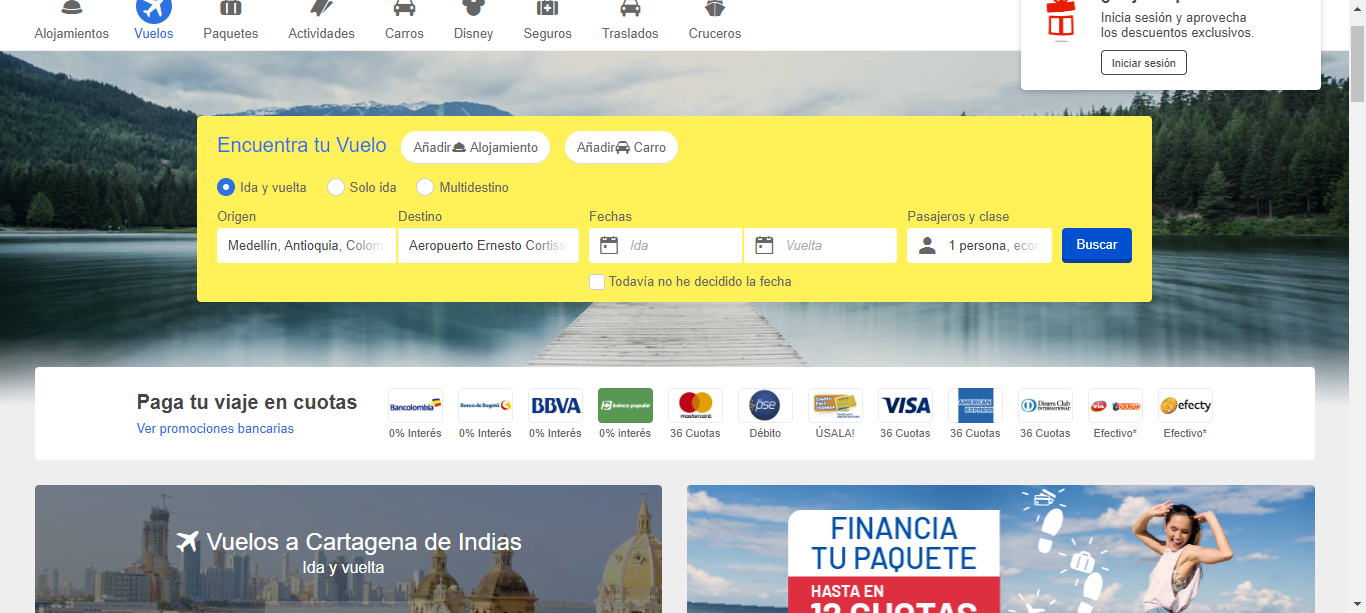 Inicia sesión y aprovecha
los descuentos exclusivos.
Iniciar sesión
Alojamientos Vuelos Paquetes Actividades Carros Disney Seguros Traslados Cruceros
Encuentra tu Vuelo Añadir Alojamiento Añadir Carro
Ida y vuelta Solo ida Multidestino
Origen Destino Fechas Pasajeros y clase
Medellín, Antioquia, Colom Aeropuerto Ernesto Cortiss Ida Vuelta 1 persona, econ Buscar
Todavía no he decidido la fecha
Paga tu viaje en cuotas
Ver promociones bancarias
Bancolombia Banco de Bogotá BBVA banco popular mastercard pse VISA AMERICAN EXPRESS Diners Club INTERNATIONAL via efecty
0% Interés 0% Interés 0% Interés 0% interés 36 Cuotas Débito ÚSALA! 36 Cuotas 36 Cuotas 36 Cuotas Efectivo* Efectivo*
Vuelos a Cartagena de Indias
Ida y vuelta
FINANCIA
TU PAQUETE
HASTA EN
12 CUOTAS